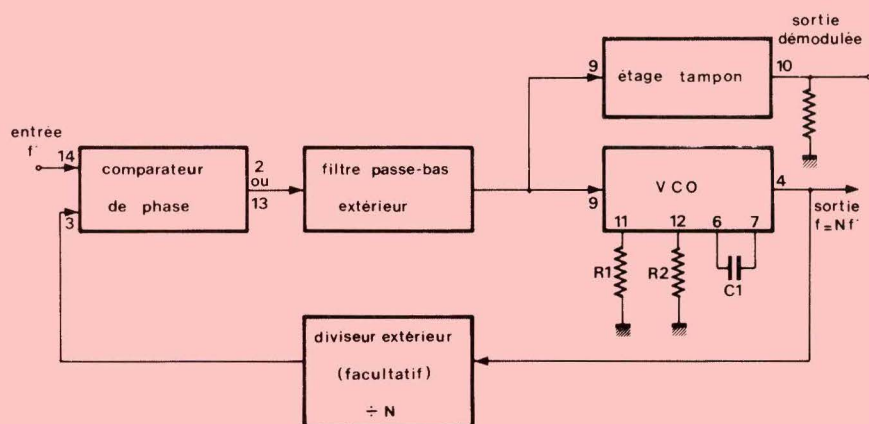 sortie
démodulée
9
étage tampon
10
entrée
f'
14
comparateur
de phase
3
2
ou
13
filtre passe-bas
extérieur
9
VCO
4
11
12
6
7
sortie
f=Nf'
R1
R2
C1
diviseur extérieur
(facultatif)
÷ N